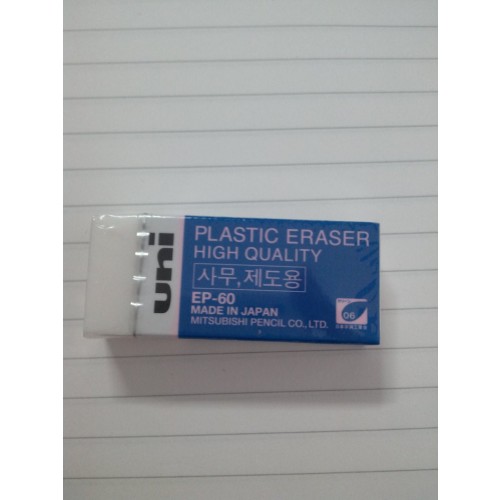 uni
PLASTIC ERASER
HIGH QUALITY
사무,제도용
EP-60
MADE IN JAPAN
MITSUBISHI PENCIL CO., LTD.
06